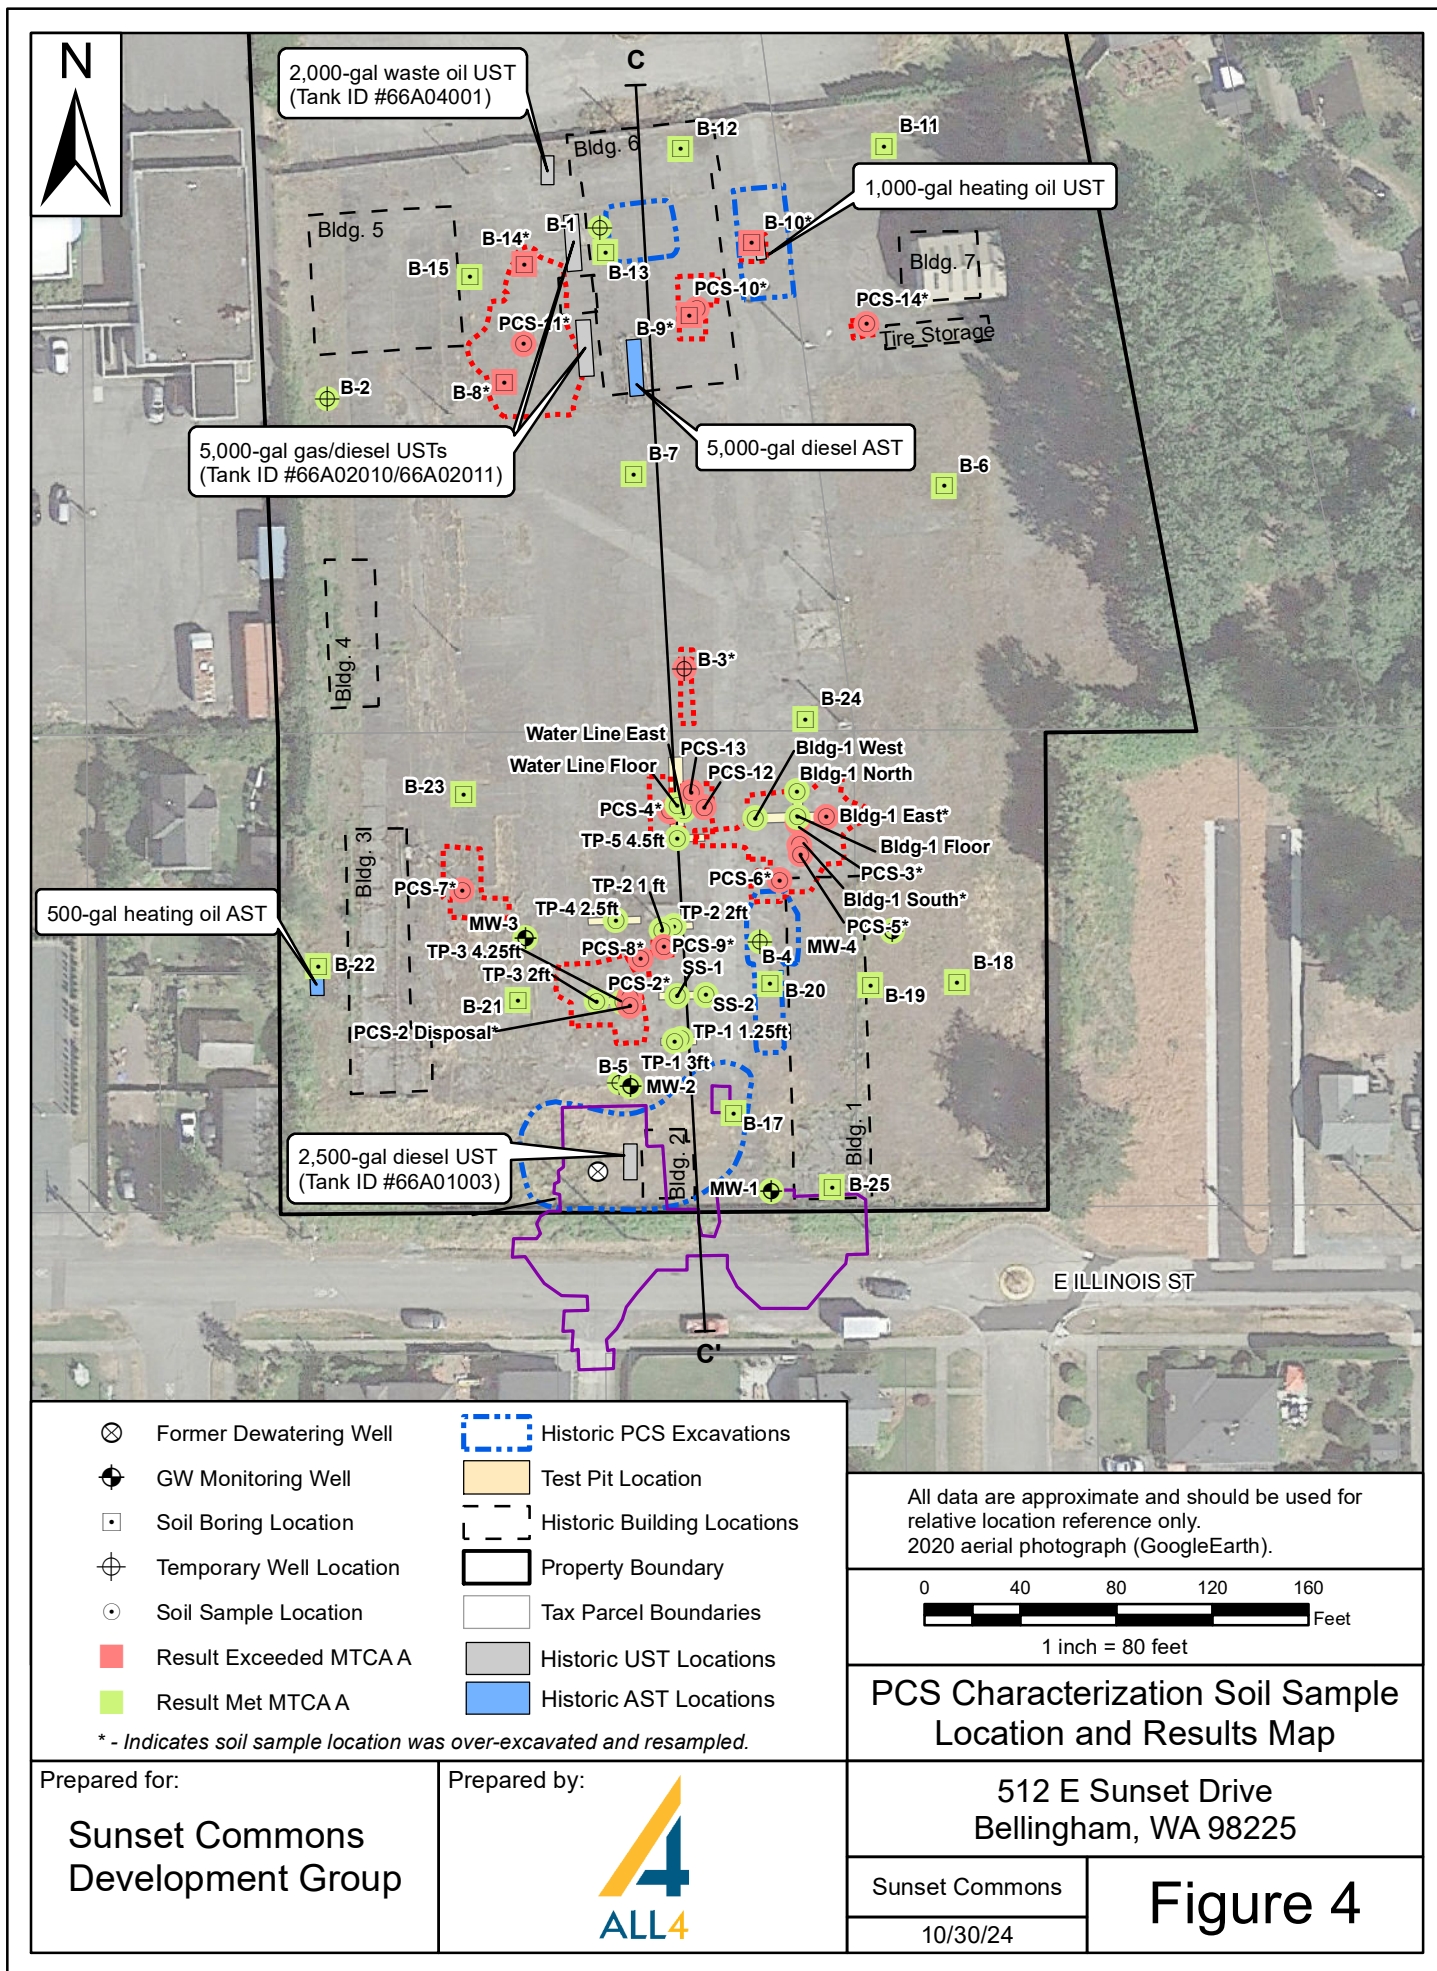 N
2,000-gal waste oil UST
(Tank ID #66A04001)
C
B-12
B-11
Bldg. 6
1,000-gal heating oil UST
Bldg. 5
B-1
B-10*
B-14*
B-15
B-13
Bldg. 7
PCS-10*
PCS-14*
PCS-11*
B-9*
Tire Storage
B-2
B-8*
5,000-gal gas/diesel USTs
(Tank ID #66A02010/66A02011)
5,000-gal diesel AST
B-7
B-6
Bldg. 4
B-3*
B-24
Water Line East
PCS-13
Bldg-1 West
Water Line Floor
PCS-12
Bldg-1 North
B-23
PCS-4*
Bldg-1 East*
TP-5 4.5ft
Bldg-1 Floor
Bldg. 3
PCS-3*
PCS-7*
PCS-6*
TP-2 1 ft
Bldg-1 South*
500-gal heating oil AST
TP-4 2.5ft
TP-2 2ft
PCS-5*
MW-3
PCS-9*
MW-4
TP-3 4.25ft
PCS-8*
B-4
B-22
TP-3 2ft
SS-1
PCS-2*
B-18
B-21
SS-2
B-20
B-19
PCS-2 Disposal*
TP-1 1.25ft
TP-1 3ft
B-5
MW-2
B-17
2,500-gal diesel UST
(Tank ID #66A01003)
Bldg. 2
Bldg. 1
MW-1
B-25
E ILLINOIS ST
C'
Former Dewatering Well
GW Monitoring Well
Soil Boring Location
Temporary Well Location
Soil Sample Location
Result Exceeded MTCA A
Result Met MTCA A
Historic PCS Excavations
Test Pit Location
Historic Building Locations
Property Boundary
Tax Parcel Boundaries
Historic UST Locations
Historic AST Locations
* - Indicates soil sample location was over-excavated and resampled.
All data are approximate and should be used for
relative location reference only.
2020 aerial photograph (GoogleEarth).
0 40 80 120 160
Feet
1 inch = 80 feet
PCS Characterization Soil Sample
Location and Results Map
Prepared for:
Sunset Commons
Development Group
Prepared by:
ALL4
512 E Sunset Drive
Bellingham, WA 98225
Sunset Commons
10/30/24
Figure 4